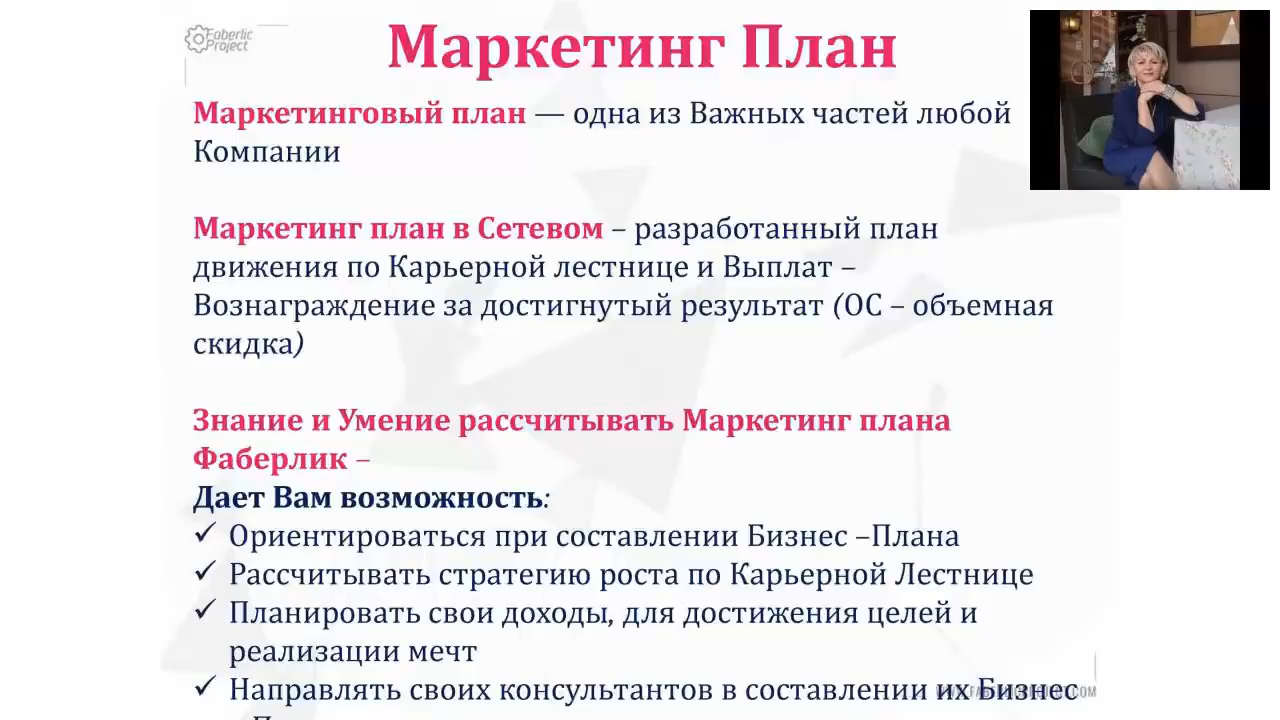 Faberlic
Project
Маркетинг План
Маркетинговый план — одна из Важных частей любой
Компании
Маркетинг план в Сетевом – разработанный план
движения по Карьерной лестнице и Выплат –
Вознаграждение за достигнутый результат (ОС – объемная
скидка)
Знание и Умение рассчитывать Маркетинг плана
Фаберлик –
Дает Вам возможность:
✓ Ориентироваться при составлении Бизнес –Плана
✓ Рассчитывать стратегию роста по Карьерной Лестнице
✓ Планировать свои доходы, для достижения целей и
реализации мечт
✓ Направлять своих консультантов в составлении их Бизнес